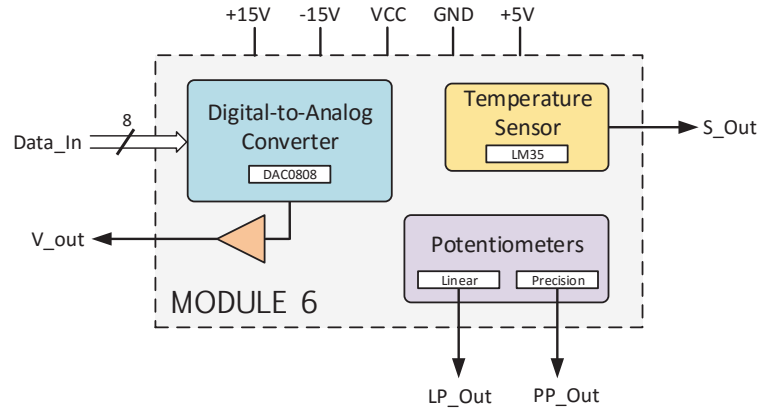 +15V -15V VCC GND +5V
8
Data_In
Digital-to-Analog
Converter
DAC0808
Temperature
Sensor
LM35
S_Out
V_out
Potentiometers
Linear Precision
MODULE 6
LP_Out PP_Out